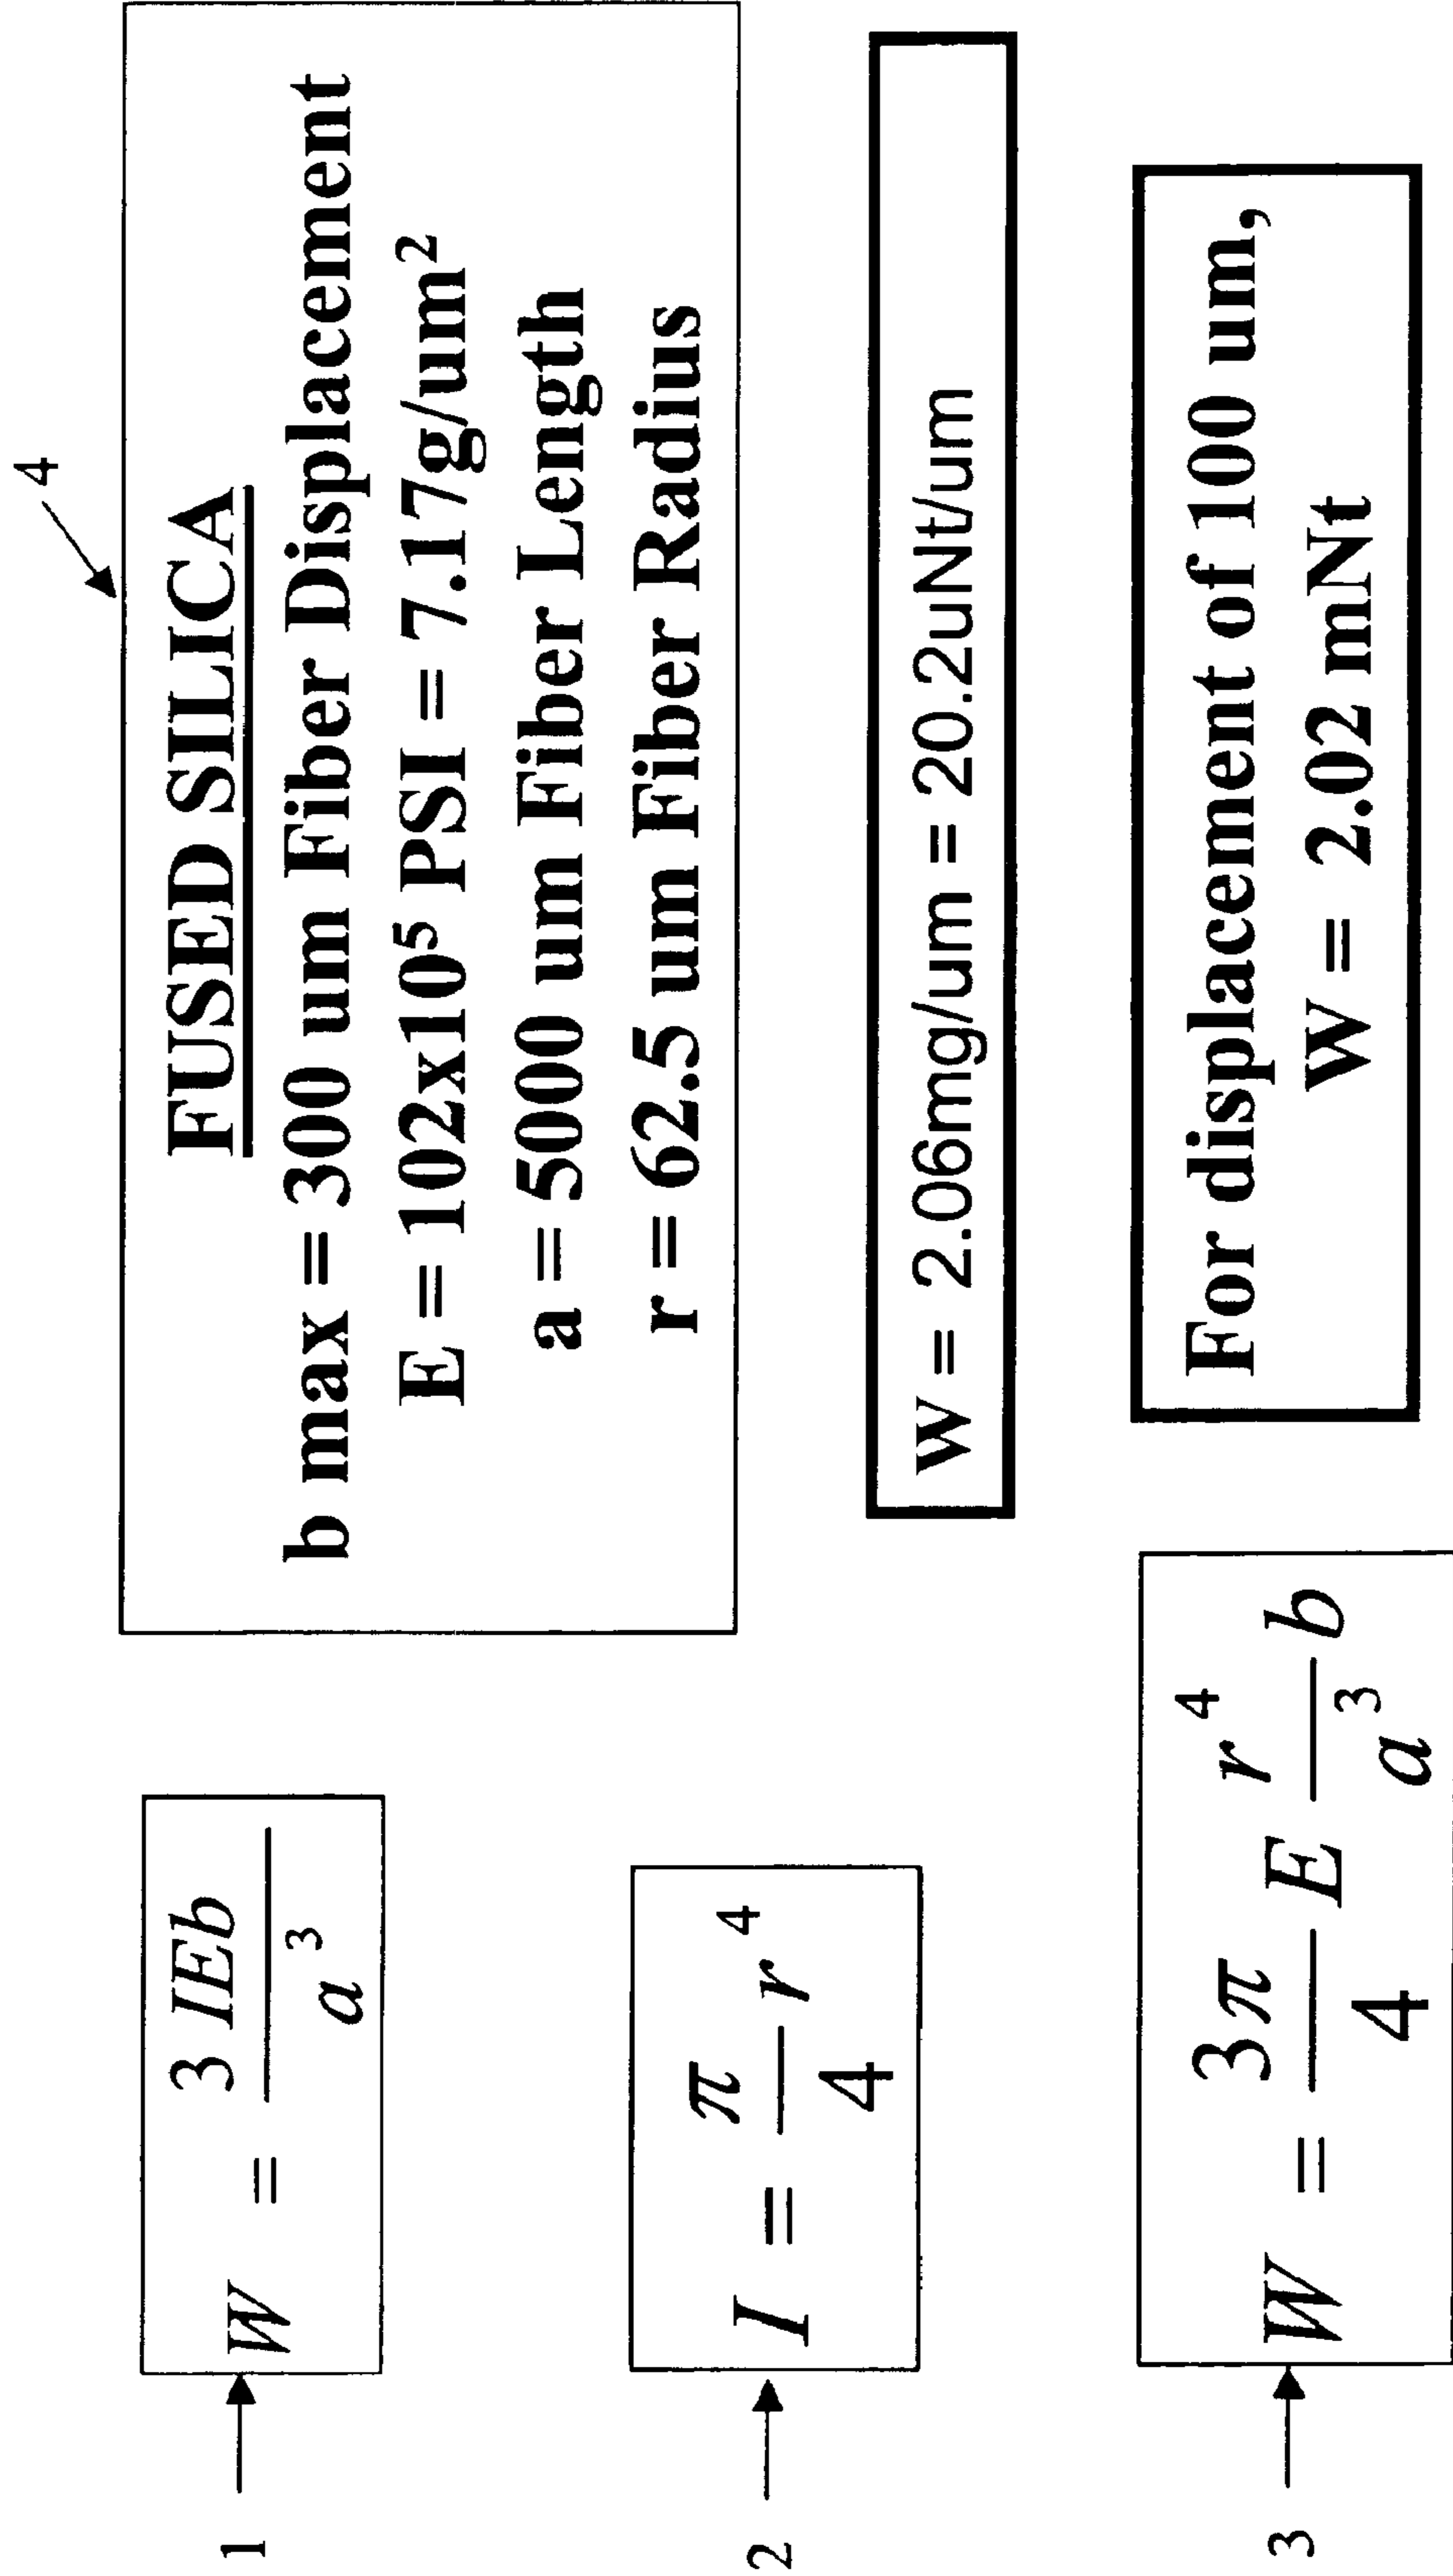 1
W = 3 IEb / a³
2
I = π/4 r⁴
3
W = 3π/4 E r⁴/a³ b
4
FUSED SILICA
b max = 300 um Fiber Displacement
E = 102x10⁵ PSI = 7.17g/um²
a = 5000 um Fiber Length
r = 62.5 um Fiber Radius
W = 2.06mg/um = 20.2uNt/um
For displacement of 100 um,
W = 2.02 mNt